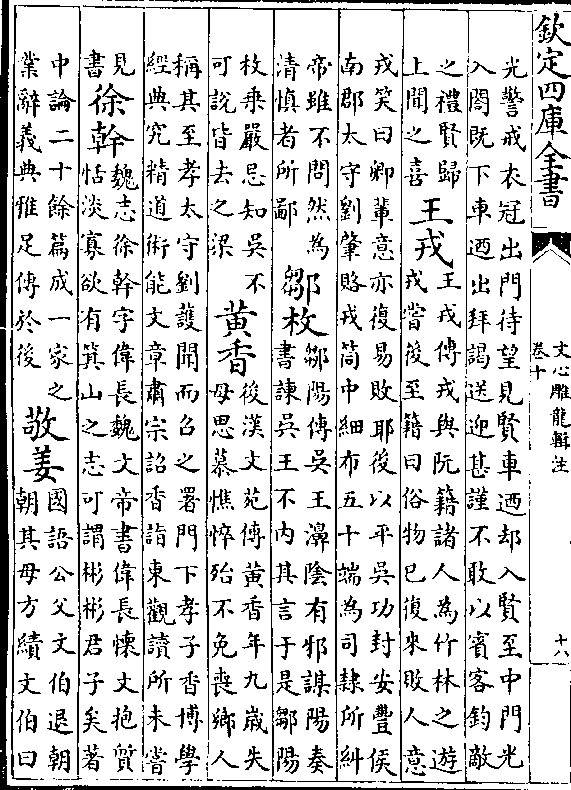 欽定四庫全書
文心雕龍輯注
卷十
十八
光警戒衣冠出門待望見賢車迺却入賢至中門光
入閤既下車迺出拜謁送迎甚謹不敢以賓客鈞敵
之禮賢歸
上聞之喜
王戎
王戎傳戎與阮籍諸人為竹林之遊
戎嘗後至籍曰俗物已復來敗人意
戎笑曰卿輩意亦復易敗耶後以平吳功封安豐侯
南郡太守劉肇賂戎筒中細布五十端為司隸所糾
帝雖不問然為
清慎者所鄙
鄒枚
鄒陽傳吳王濞陰有邪謀陽奏
書諫吳王不內其言于是鄒陽
枚乗嚴忌知吳不
可說皆去之梁
黄香
後漢文苑傳黄香年九歲失
母思慕憔悴殆不免喪鄉人
稱其至孝太守劉護聞而召之署門下孝子香博學
經典究精道術能文章肅宗詔香詣東觀讀所未嘗
見
書
徐幹
魏志徐幹字偉長魏文帝書偉長懷文抱質
恬淡寡欲有箕山之志可謂彬彬君子矣著
中論二十餘篇成一家之
業辭義典雅足傳於後
敬姜
國語公父文伯退朝
朝其母方績文伯曰